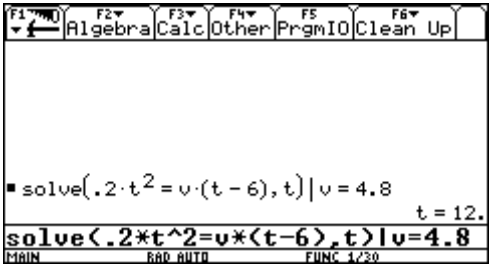 F1 F2 Algebra F3 Calc F4 Other F5 PrgmIO F6 Clean Up
solve(.2·t² = v·(t − 6), t)|v = 4.8
t = 12.
solve(.2*t^2=v*(t-6),t)|v=4.8
MAIN RAD AUTO FUNC 1/30